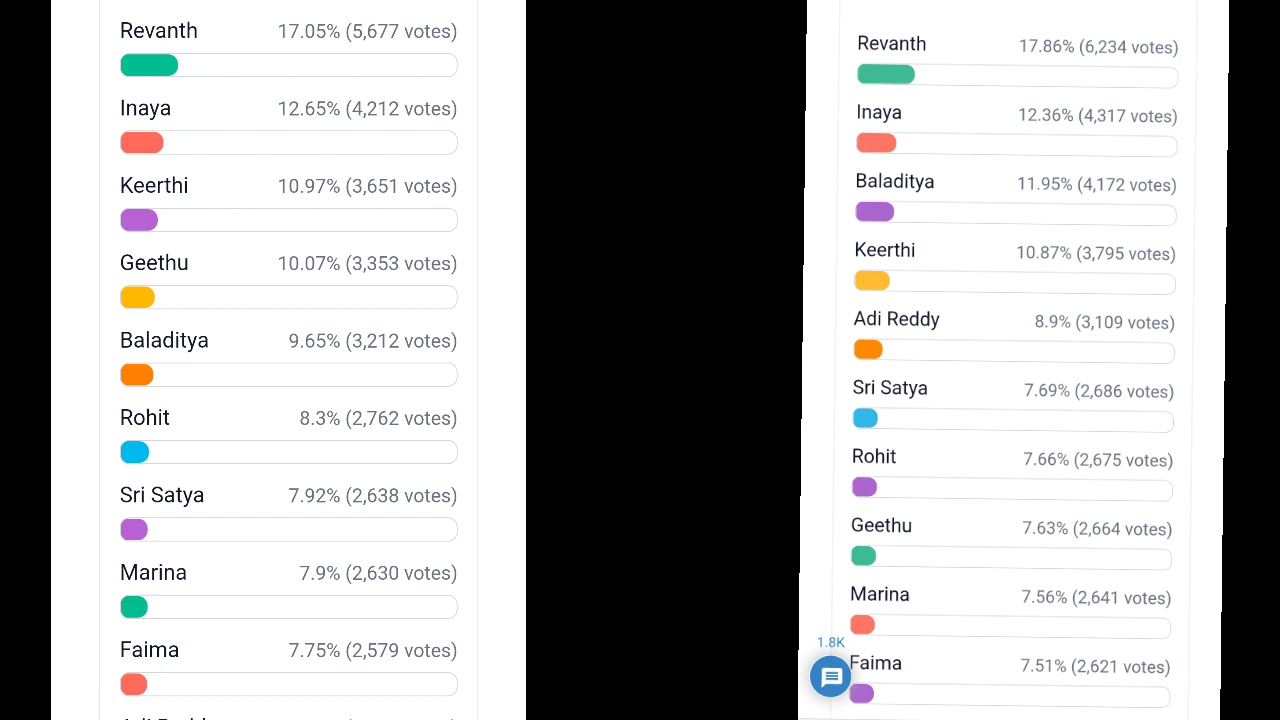 Revanth 17.05% (5,677 votes)
Inaya 12.65% (4,212 votes)
Keerthi 10.97% (3,651 votes)
Geethu 10.07% (3,353 votes)
Baladitya 9.65% (3,212 votes)
Rohit 8.3% (2,762 votes)
Sri Satya 7.92% (2,638 votes)
Marina 7.9% (2,630 votes)
Faima 7.75% (2,579 votes)
Revanth 17.86% (6,234 votes)
Inaya 12.36% (4,317 votes)
Baladitya 11.95% (4,172 votes)
Keerthi 10.87% (3,795 votes)
Adi Reddy 8.9% (3,109 votes)
Sri Satya 7.69% (2,686 votes)
Rohit 7.66% (2,675 votes)
Geethu 7.63% (2,664 votes)
Marina 7.56% (2,641 votes)
1.8K
Faima 7.51% (2,621 votes)